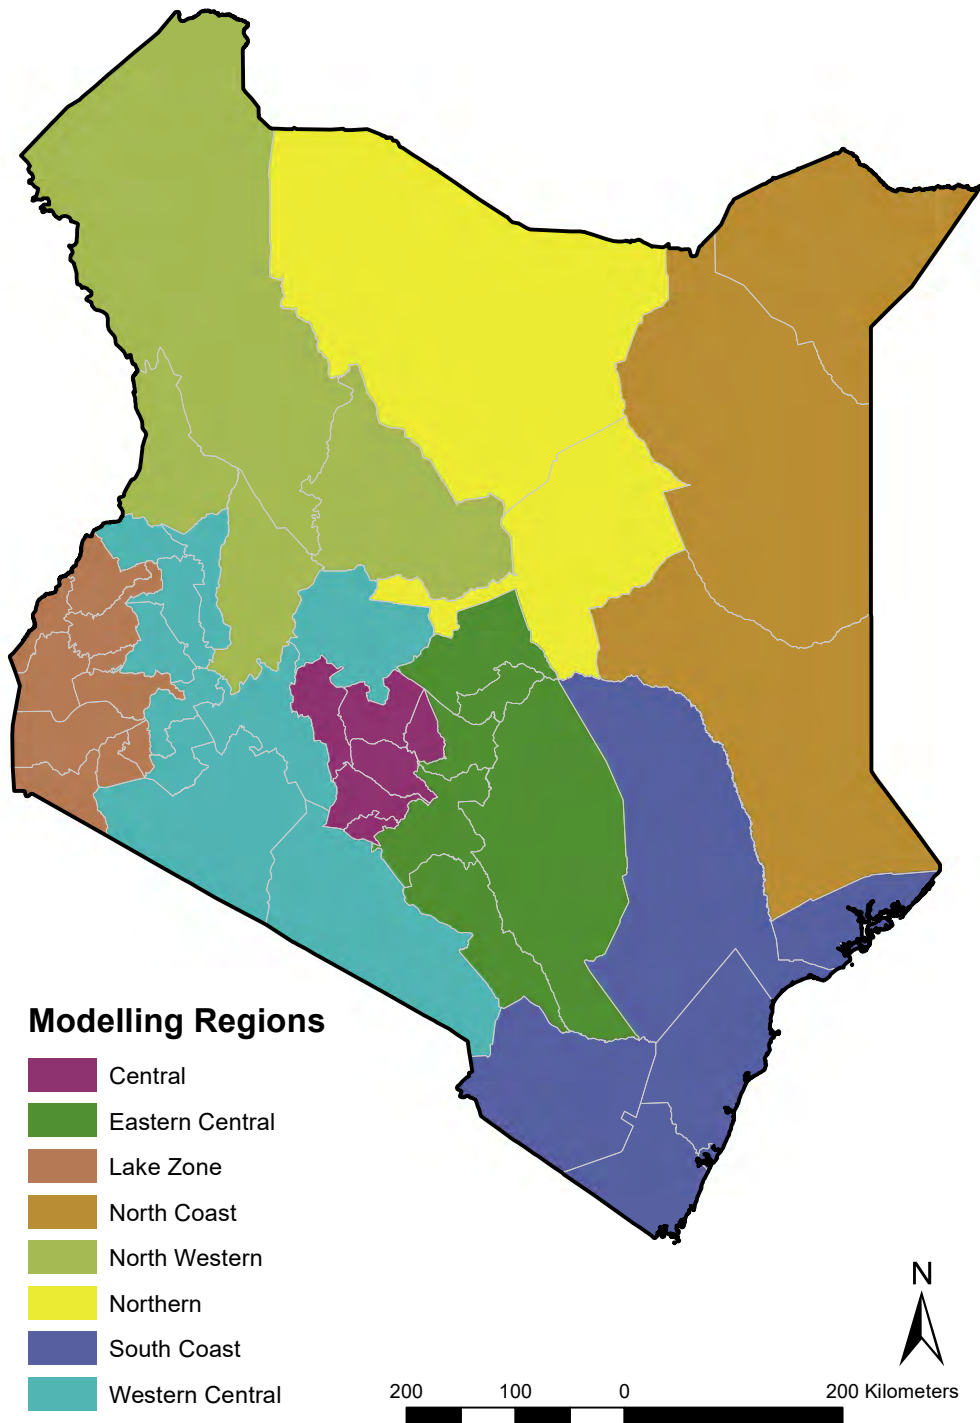 Modelling Regions
Central
Eastern Central
Lake Zone
North Coast
North Western
Northern
South Coast
Western Central
N
200 100 0 200 Kilometers